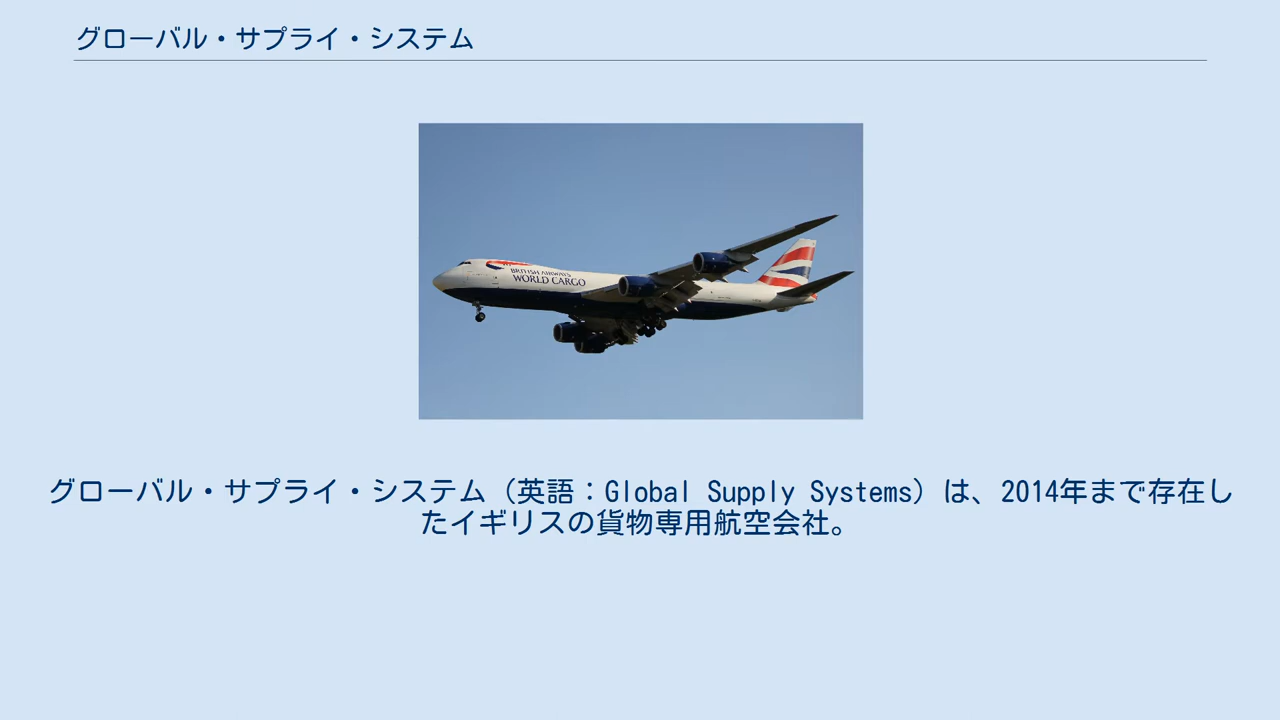 グローバル・サプライ・システム
BRITISH AIRWAYS
WORLD CARGO
グローバル・サプライ・システム（英語：Global Supply Systems）は、2014年まで存在し
たイギリスの貨物専用航空会社。